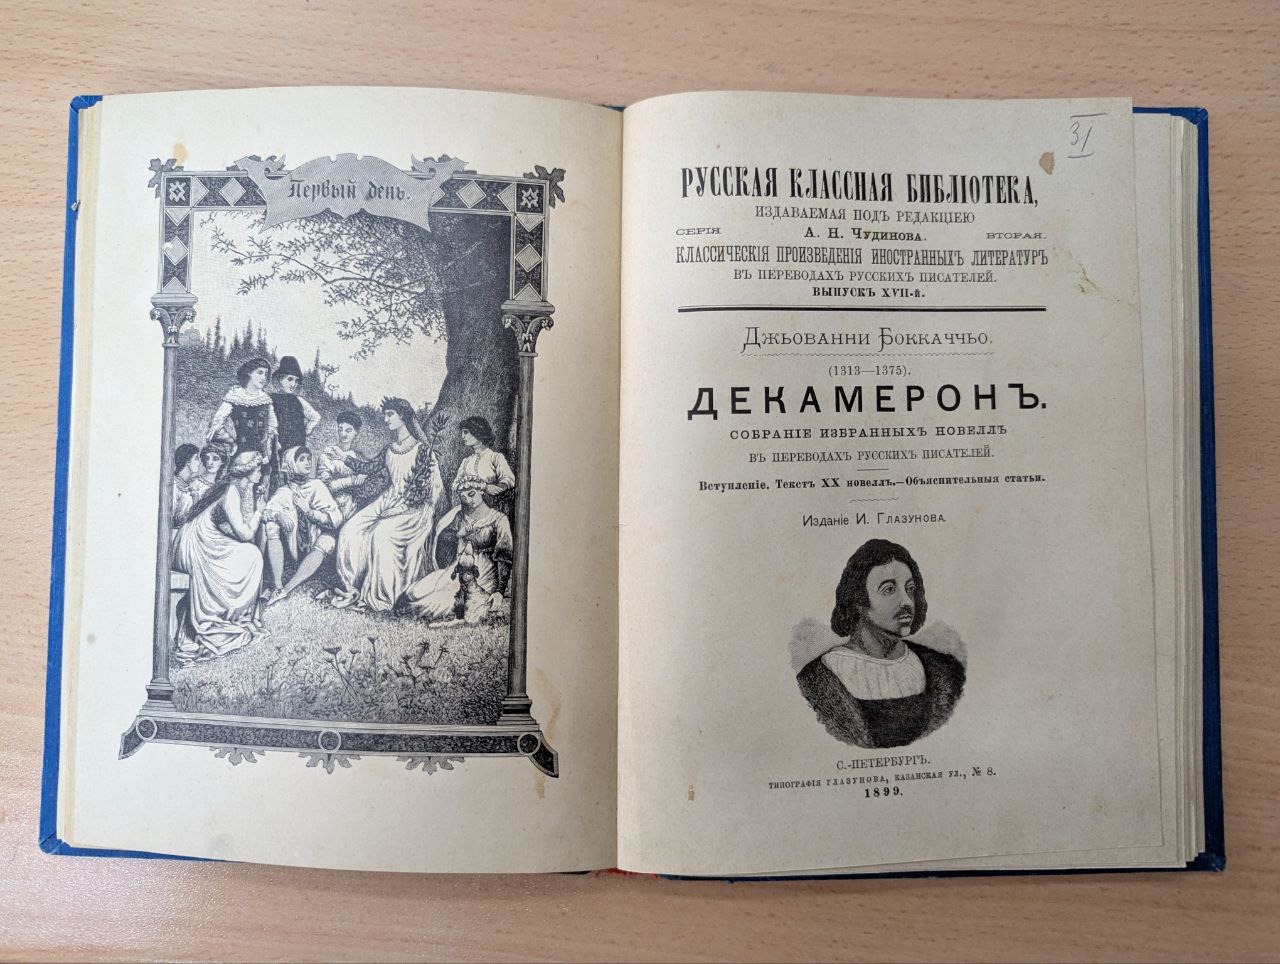 Первый день.
31
РУССКАЯ КЛАССНАЯ БИБЛІОТЕКА,
ИЗДАВАЕМАЯ ПОДЪ РЕДАКЦІЕЮ
СЕРІЯ А. Н. ЧУДИНОВА. ВТОРАЯ.
КЛАССИЧЕСКІЯ ПРОИЗВЕДЕНІЯ ИНОСТРАННЫХЪ ЛИТЕРАТУРЪ
ВЪ ПЕРЕВОДАХЪ РУССКИХЪ ПИСАТЕЛЕЙ.
ВЫПУСКЪ XVII-й.
ДЖЬОВАННИ БОККАЧЧЬО.
(1313—1375).
ДЕКАМЕРОНЪ.
СОБРАНІЕ ИЗБРАННЫХЪ НОВЕЛЛЪ
ВЪ ПЕРЕВОДАХЪ РУССКИХЪ ПИСАТЕЛЕЙ.
Вступленіе. Текстъ XX новеллъ.—Объяснительныя статьи.
Изданіе И. ГЛАЗУНОВА.
С.-ПЕТЕРБУРГЪ.
ТИПОГРАФІЯ ГЛАЗУНОВА, КАЗАНСКАЯ УЛ., № 8.
1899.